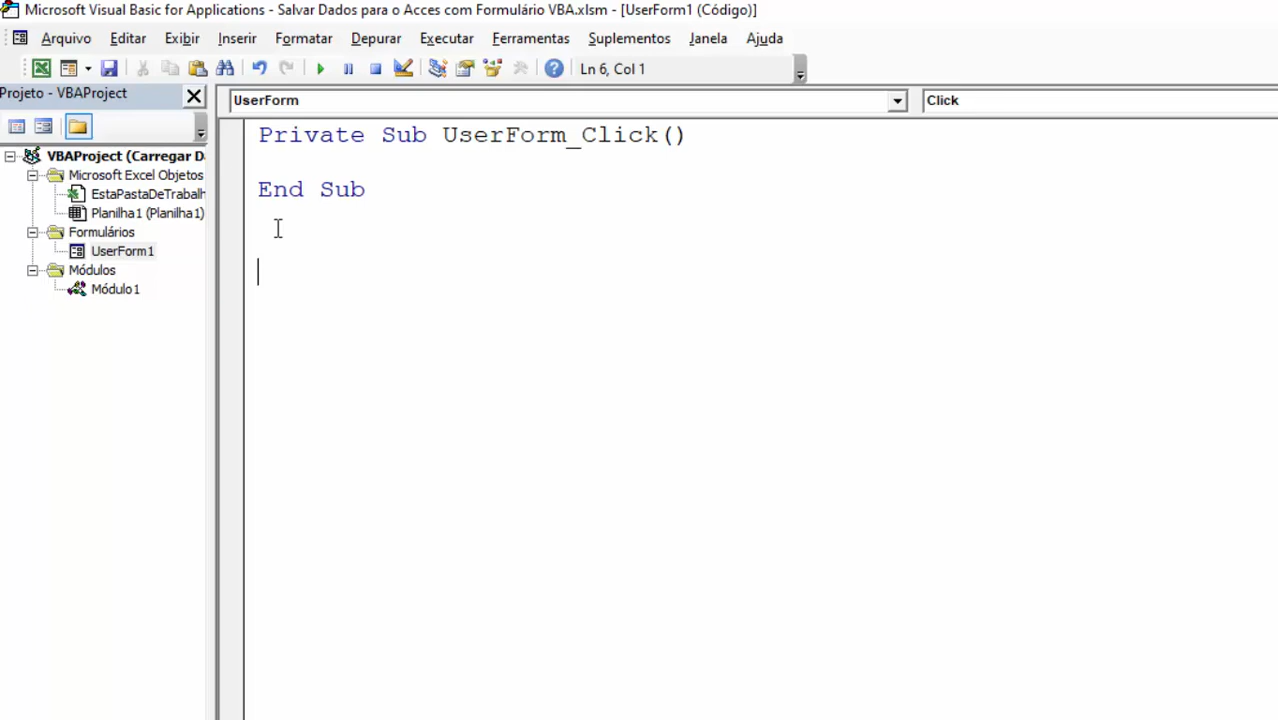 Microsoft Visual Basic for Applications - Salvar Dados para o Acces com Formulário VBA.xlsm - [UserForm1 (Código)]
Arquivo Editar Exibir Inserir Formatar Depurar Executar Ferramentas Suplementos Janela Ajuda
Ln 6, Col 1
Projeto - VBAProject
UserForm
Click
VBAProject (Carregar D
Microsoft Excel Objetos
EstaPastaDeTrabalh
Planilha1 (Planilha1)
Formulários
UserForm1
Módulos
Módulo1
Private Sub UserForm_Click()
End Sub